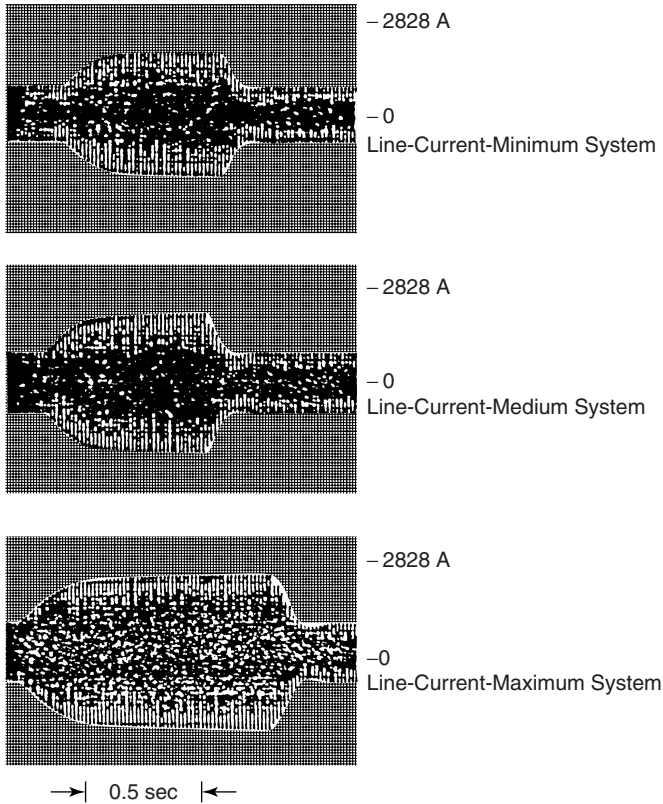 – 2828 A
– 0
Line-Current-Minimum System
– 2828 A
– 0
Line-Current-Medium System
– 2828 A
–0
Line-Current-Maximum System
0.5 sec